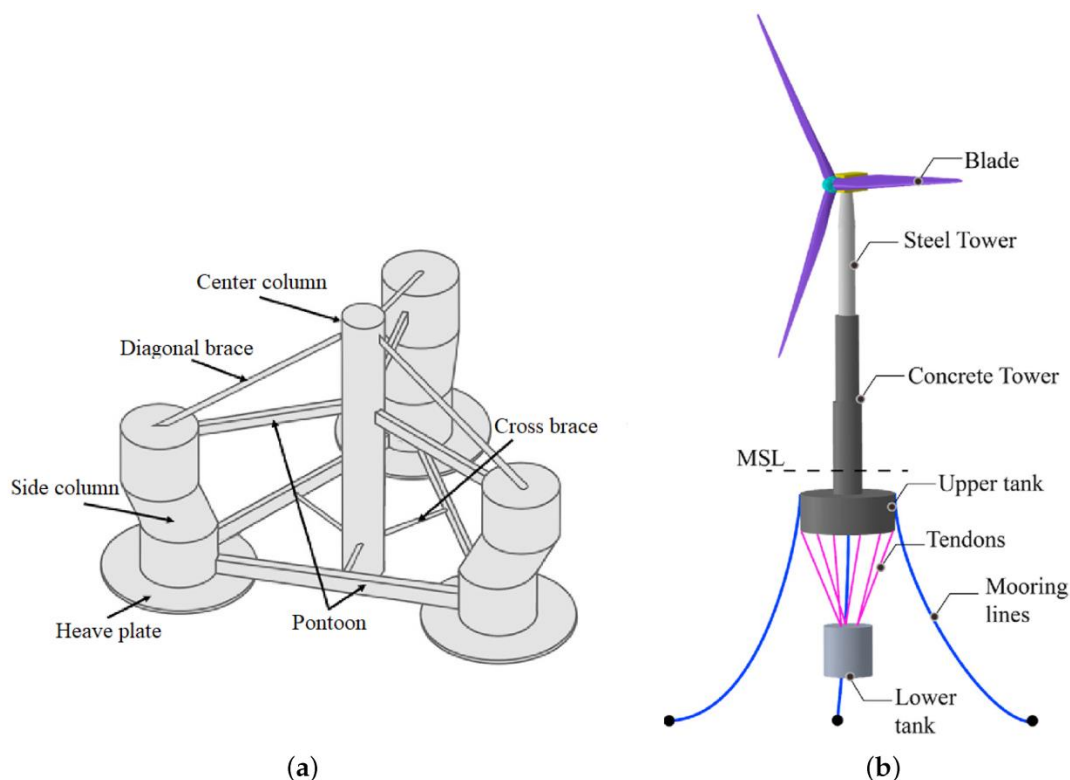 Center column
Diagonal brace
Cross brace
Side column
Heave plate
Pontoon
(a)
Blade
Steel Tower
Concrete Tower
MSL
Upper tank
Tendons
Mooring
lines
Lower
tank
(b)